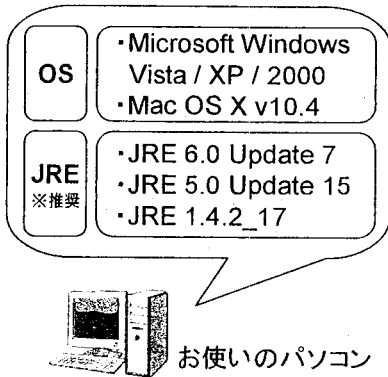 OS
・Microsoft Windows
Vista / XP / 2000
・Mac OS X v10.4
JRE
※推奨
・JRE 6.0 Update 7
・JRE 5.0 Update 15
・JRE 1.4.2_17
お使いのパソコン